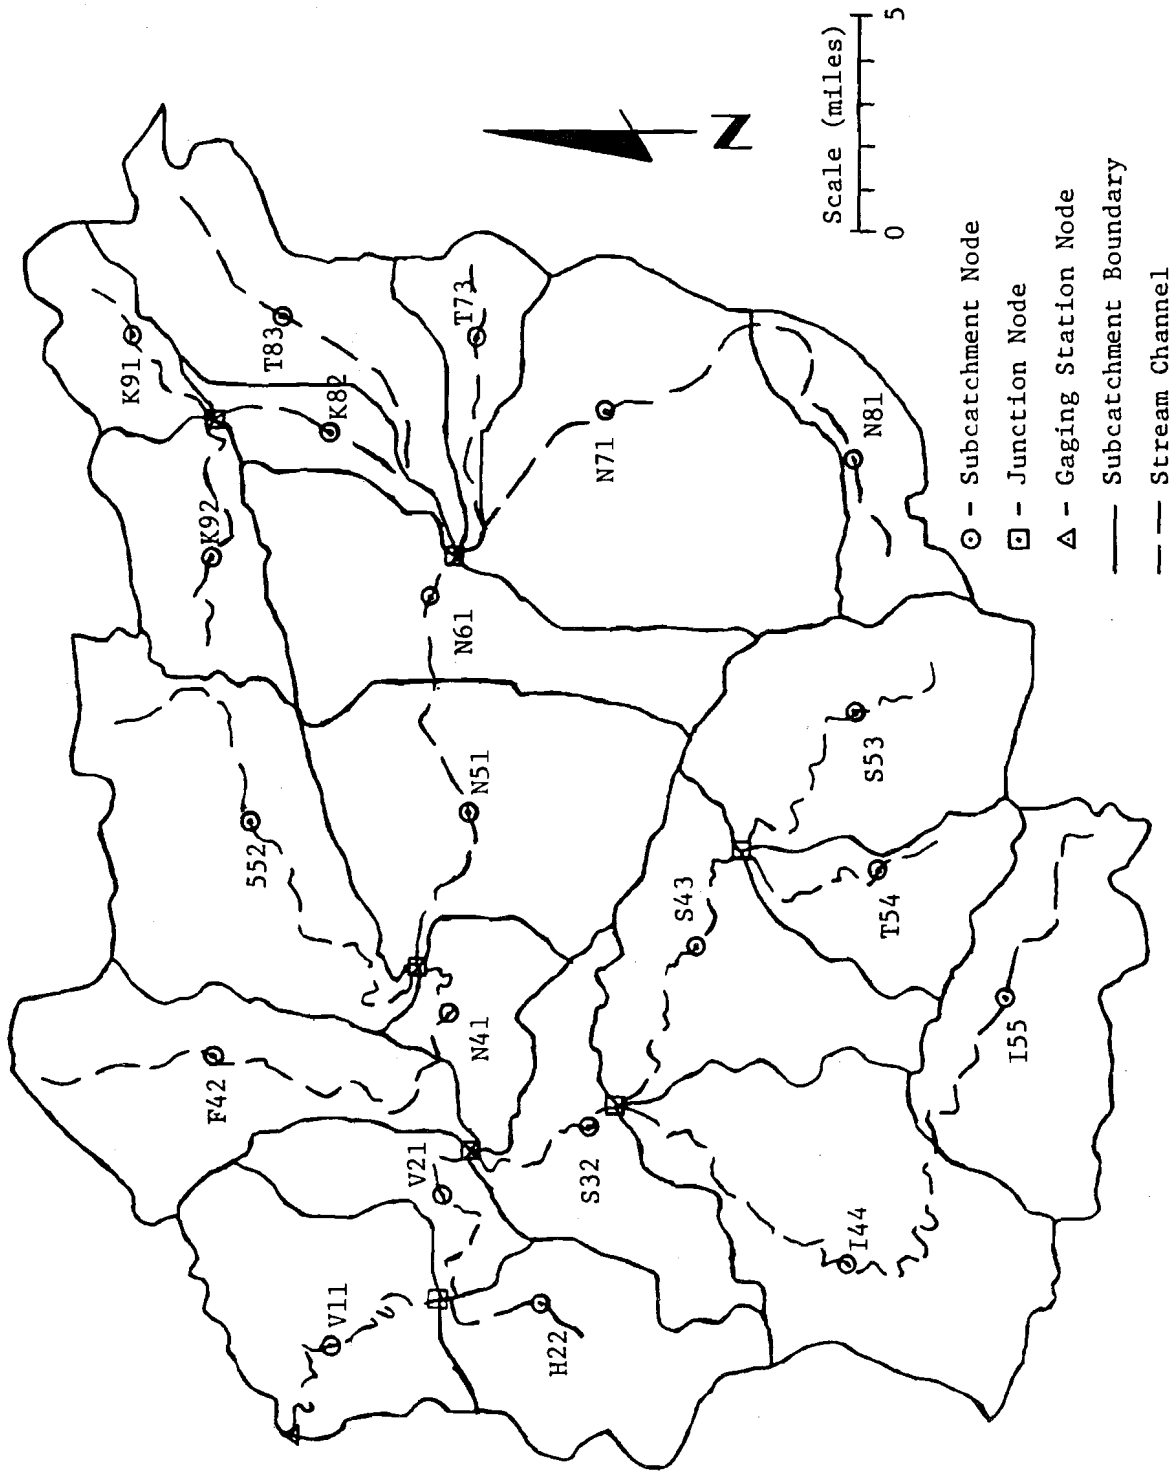 K91
T83
K82
T73
K92
N71
N81
N61
552
N51
S53
S43
T54
F42
N41
I55
V21
S32
I44
V11
H22
N
Scale (miles)
0 5
- Subcatchment Node
- Junction Node
- Gaging Station Node
- Subcatchment Boundary
- Stream Channel